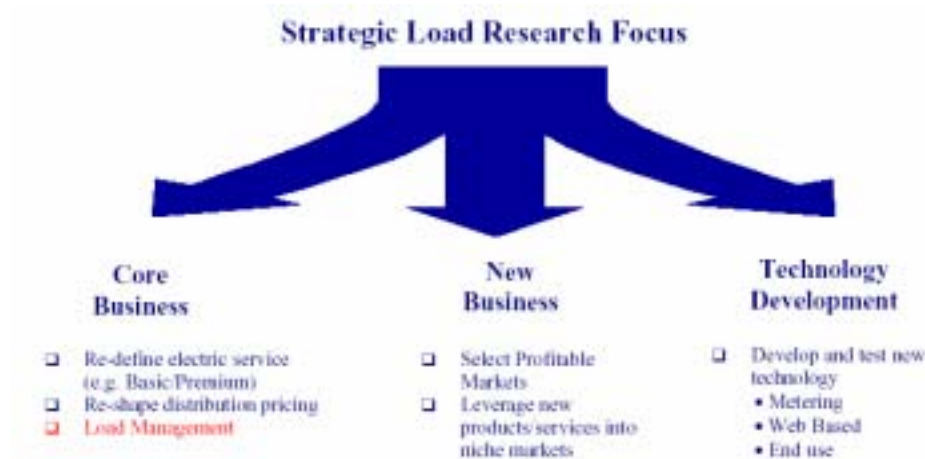 Strategic Load Research Focus
Core
Business
❑ Re-define electric service
(e.g. Basic/Premium)
❑ Re-shape distribution pricing
❑ Load Management
New
Business
❑ Select Profitable
Markets
❑ Leverage new
products/services into
niche markets
Technology
Development
❑ Develop and test new
technology
• Metering
• Web Based
• End use